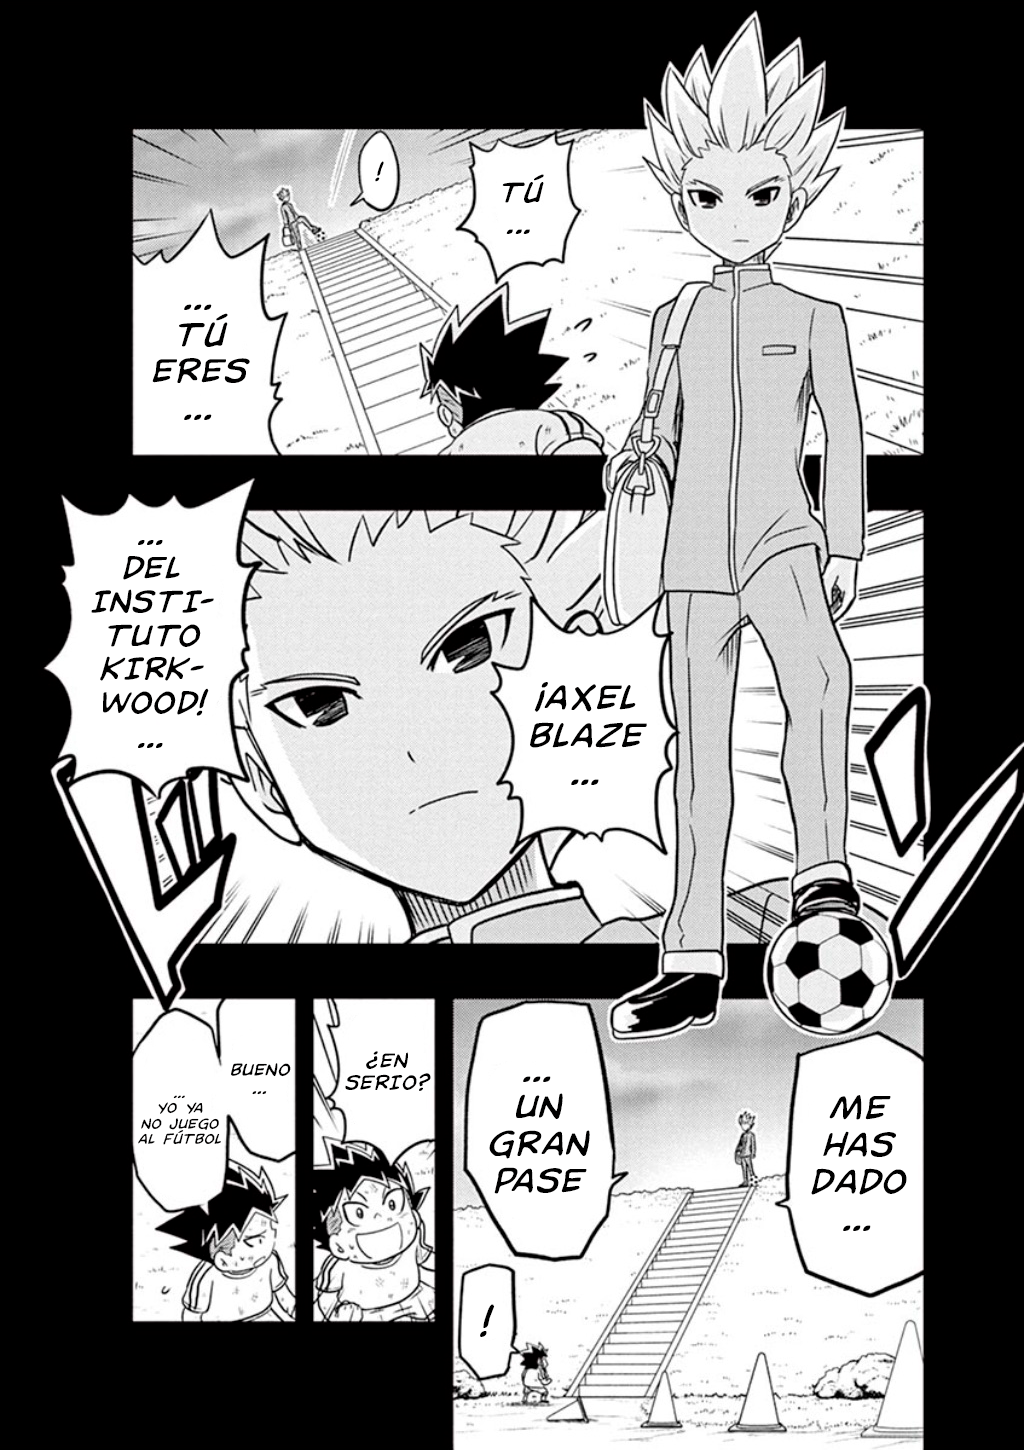 TÚ
...
!
...
TÚ
ERES
...
¡AXEL
BLAZE
...
...
DEL
INSTI-
TUTO
KIRK-
WOOD!
...
ME
HAS
DADO
...
...
UN
GRAN
PASE
!
¿EN
SERIO?
BUENO
...
...
YO YA
NO JUEGO
AL FÚTBOL